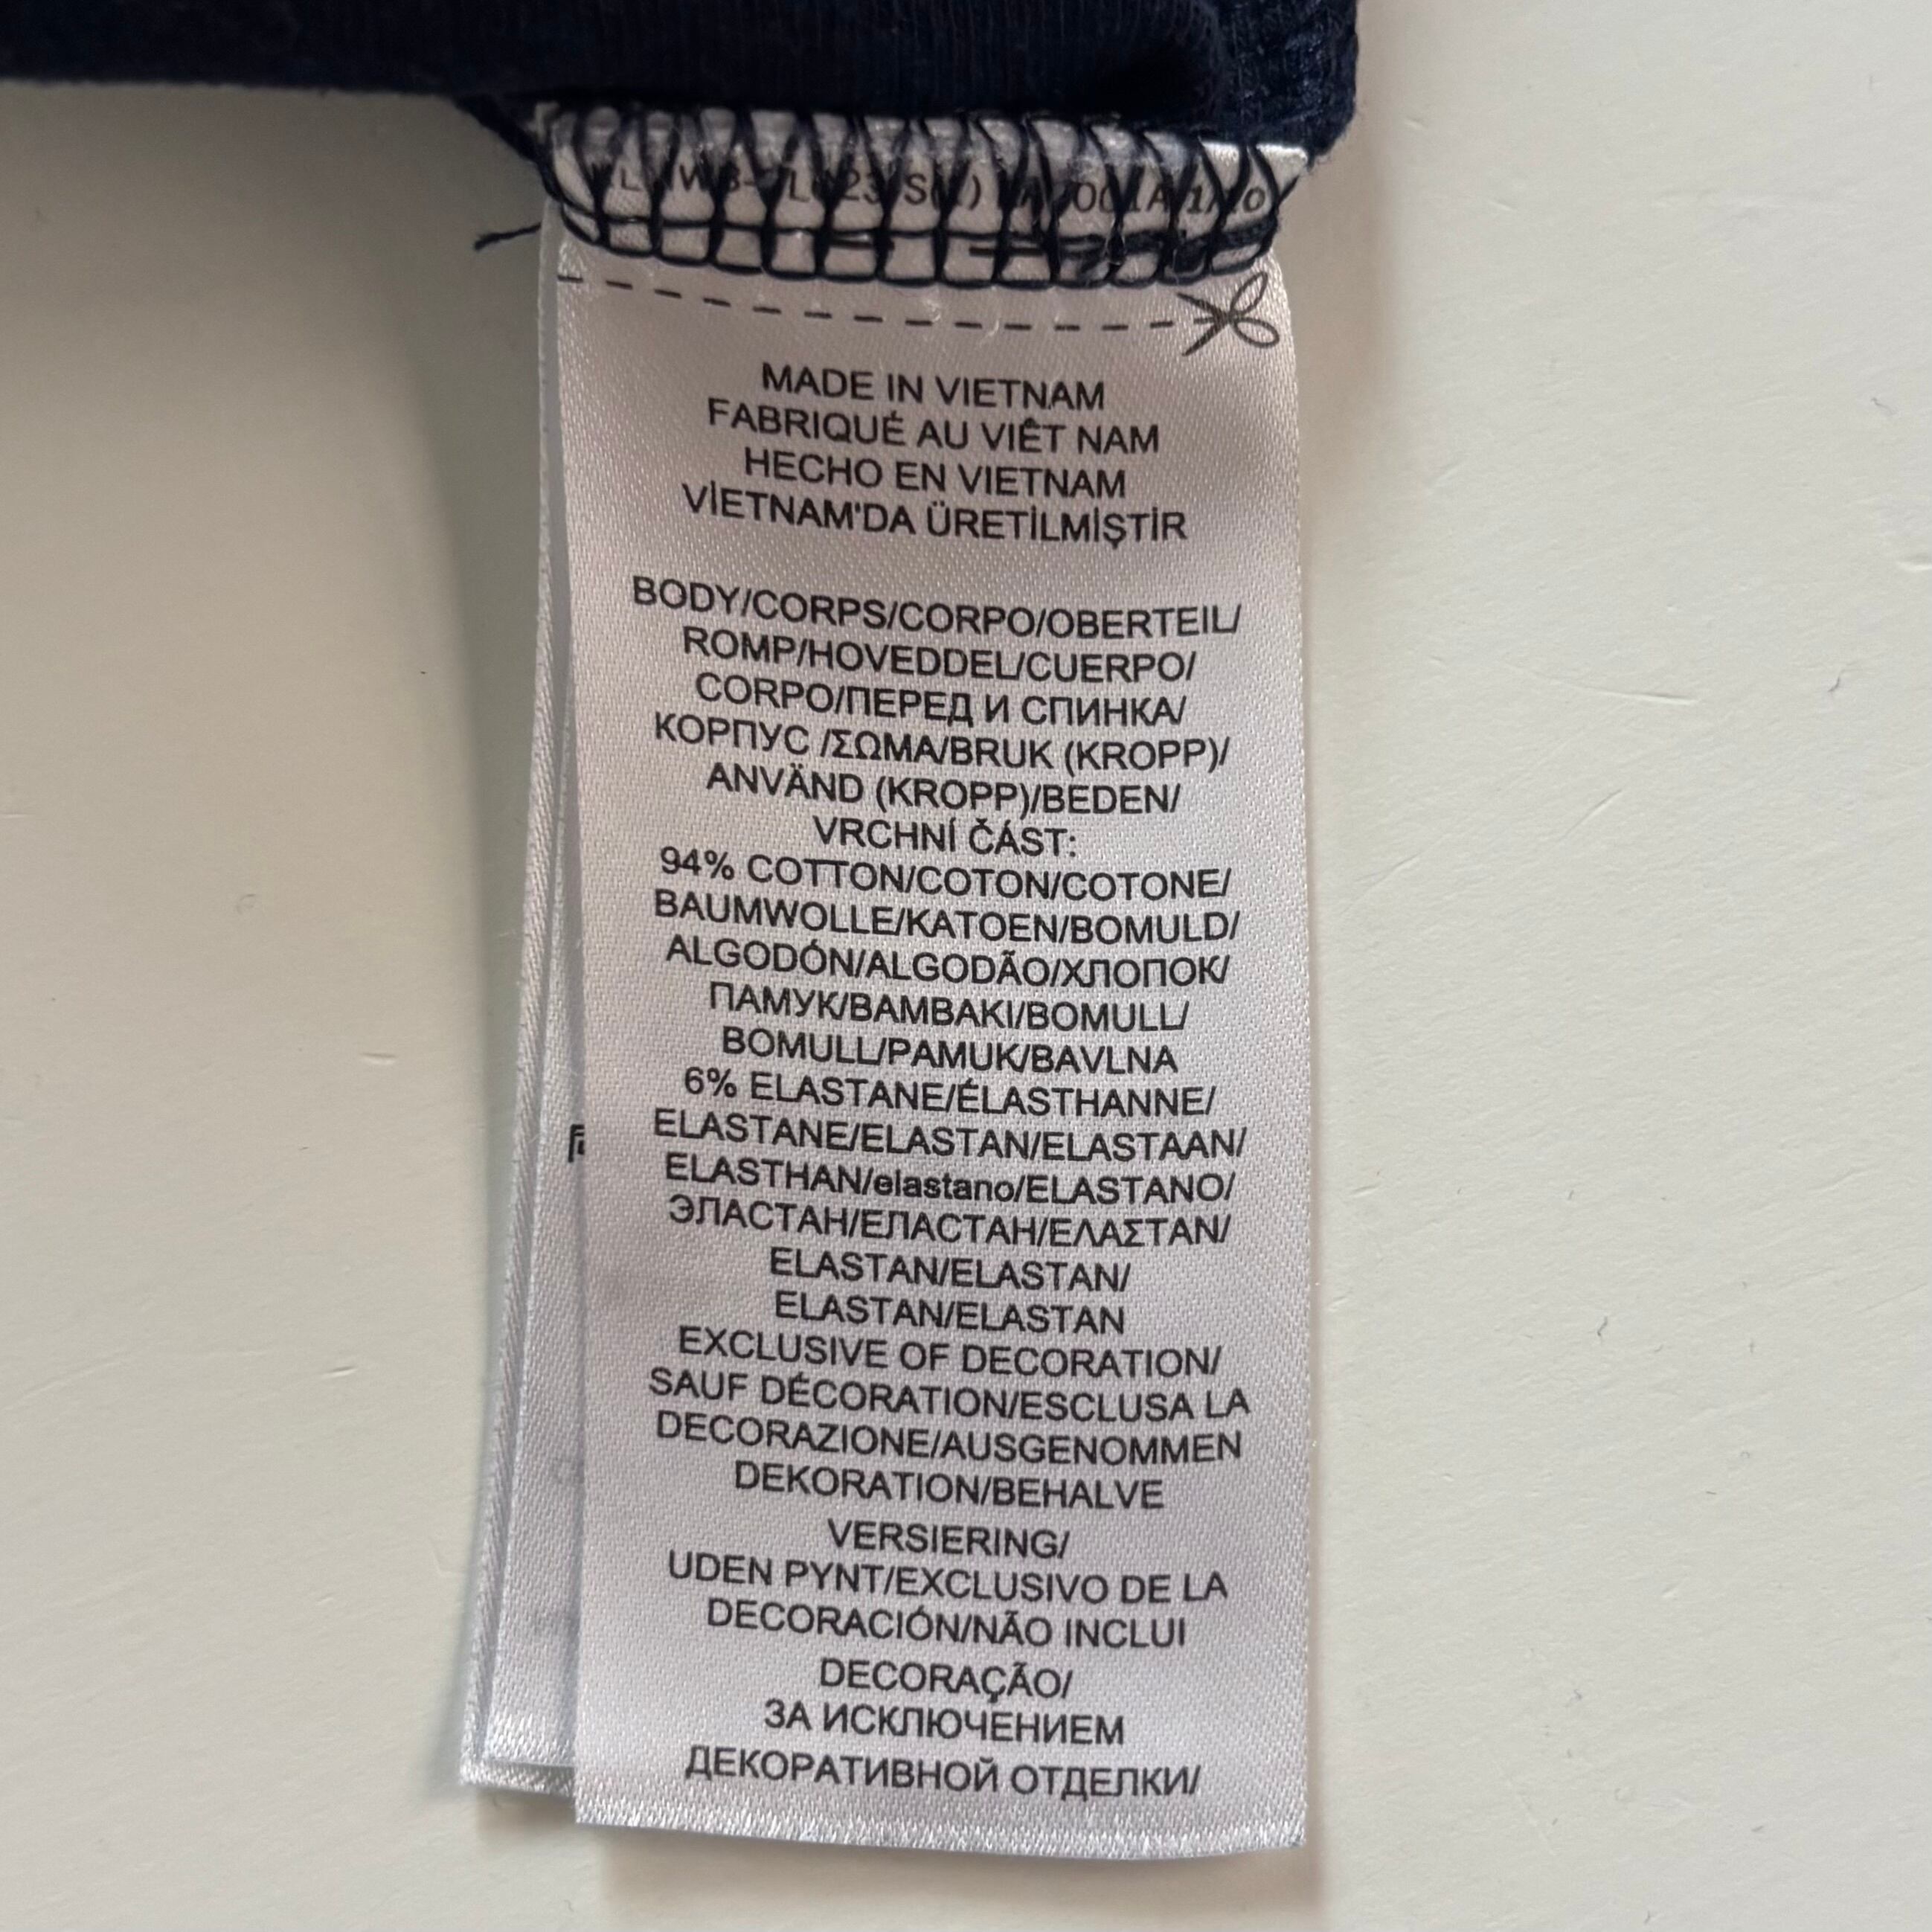 MADE IN VIETNAM
FABRIQUÉ AU VIÊT NAM
HECHO EN VIETNAM
VİETNAM'DA ÜRETİLMİŞTİR
BODY/CORPS/CORPO/OBERTEIL/
ROMP/HOVEDDEL/CUERPO/
CORPO/ПЕРЕД И СПИНКА/
КОРПУС /ΣΩΜΑ/BRUK (KROPP)/
ANVÄND (KROPP)/BEDEN/
VRCHNÍ ČÁST:
94% COTTON/COTON/COTONE/
BAUMWOLLE/KATOEN/BOMULD/
ALGODÓN/ALGODÃO/ХЛОПОК/
ПАМУК/ΒΑΜΒΑΚΙ/BOMULL/
BOMULL/PAMUK/BAVLNA
6% ELASTANE/ÉLASTHANNE/
ELASTANE/ELASTAN/ELASTAAN/
ELASTHAN/elastano/ELASTANO/
ЭЛАСТАН/ЕЛАСТАН/ΕΛΑΣΤΑΝ/
ELASTAN/ELASTAN/
ELASTAN/ELASTAN
EXCLUSIVE OF DECORATION/
SAUF DÉCORATION/ESCLUSA LA
DECORAZIONE/AUSGENOMMEN
DEKORATION/BEHALVE
VERSIERING/
UDEN PYNT/EXCLUSIVO DE LA
DECORACIÓN/NÃO INCLUI
DECORAÇÃO/
ЗА ИСКЛЮЧЕНИЕМ
ДЕКОРАТИВНОЙ ОТДЕЛКИ/